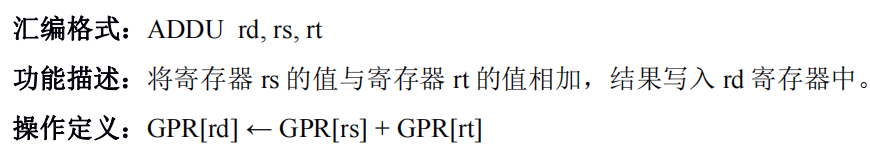 汇编格式：ADDU rd, rs, rt
功能描述：将寄存器 rs 的值与寄存器 rt 的值相加，结果写入 rd 寄存器中。
操作定义：GPR[rd] ← GPR[rs] + GPR[rt]